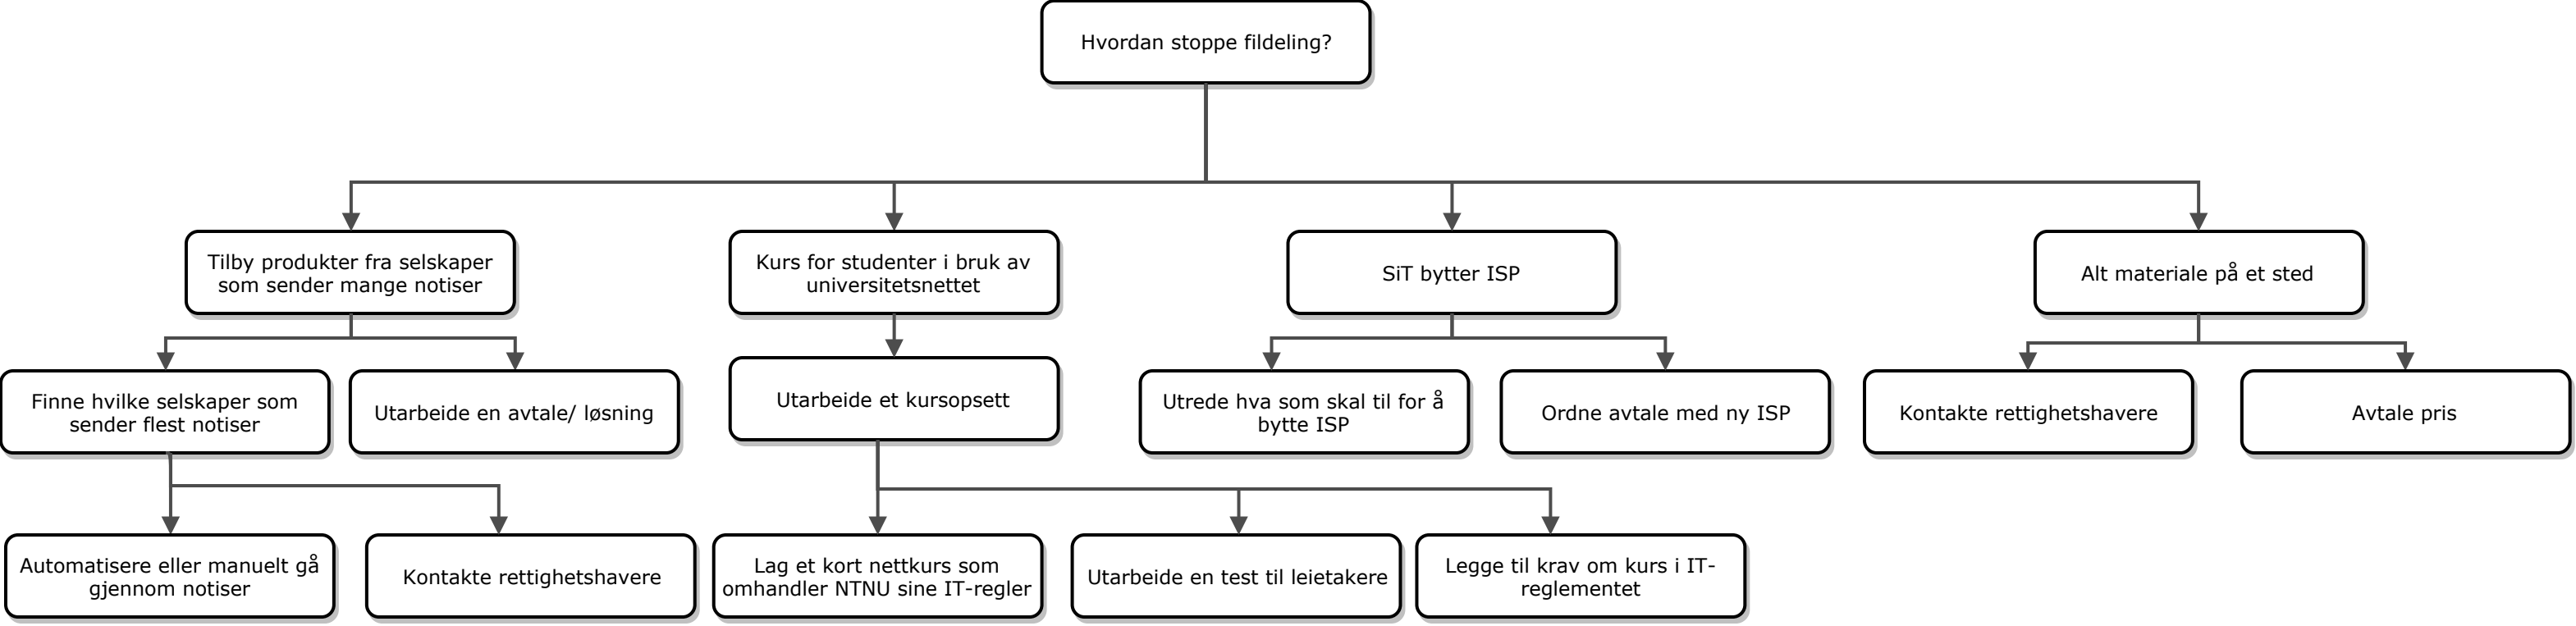 Hvordan stoppe fildeling?
Tilby produkter fra selskaper
som sender mange notiser
Kurs for studenter i bruk av
universitetsnettet
SiT bytter ISP
Alt materiale på et sted
Finne hvilke selskaper som
sender flest notiser
Utarbeide en avtale/ løsning
Utarbeide et kursopsett
Utrede hva som skal til for å
bytte ISP
Ordne avtale med ny ISP
Kontakte rettighetshavere
Avtale pris
Automatisere eller manuelt gå
gjennom notiser
Kontakte rettighetshavere
Lag et kort nettkurs som
omhandler NTNU sine IT-regler
Utarbeide en test til leietakere
Legge til krav om kurs i IT-
reglementet